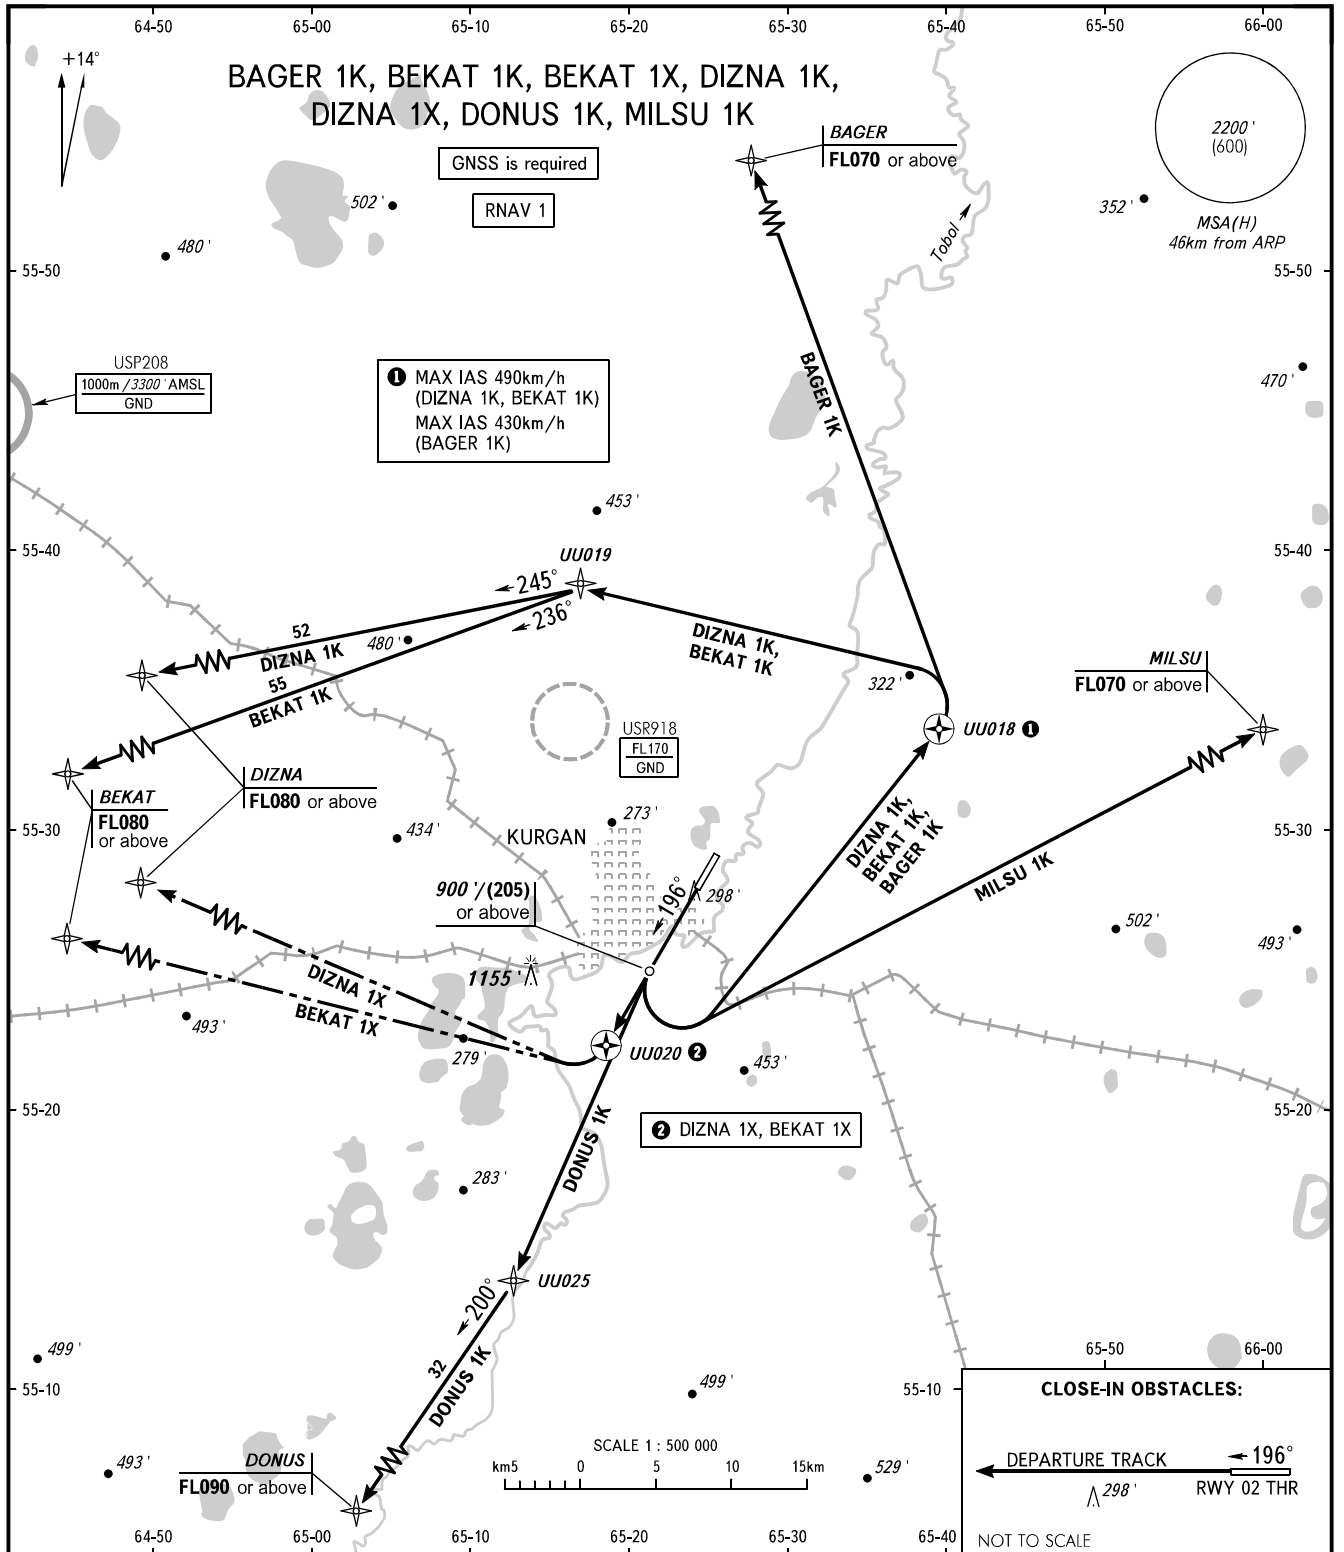 64-50 65-00 65-10 65-20 65-30 65-40 65-50 66-00
+14°
BAGER 1K, BEKAT 1K, BEKAT 1X, DIZNA 1K,
DIZNA 1X, DONUS 1K, MILSU 1K
GNSS is required
RNAV 1
BAGER
FL070 or above
2200'
(600)
MSA(H)
46km from ARP
502'
352'
480'
Tobol
55-50
55-50
USP208
1000m/3300'AMSL
GND
❶ MAX IAS 490km/h
(DIZNA 1K, BEKAT 1K)
MAX IAS 430km/h
(BAGER 1K)
BAGER 1K
470'
453'
55-40
55-40
UU019
245°
236°
52
DIZNA 1K
480'
55
BEKAT 1K
DIZNA 1K,
BEKAT 1K
322'
MILSU
FL070 or above
UU018 ❶
USR918
FL170
GND
DIZNA
FL080 or above
BEKAT
FL080
or above
55-30
55-30
434'
273'
KURGAN
DIZNA 1K,
BEKAT 1K,
BAGER 1K
MILSU 1K
900'/(205)
or above
196°
298'
502'
493'
1155'
DIZNA 1X
BEKAT 1X
493'
279'
UU020 ❷
453'
55-20
55-20
❷ DIZNA 1X, BEKAT 1X
DONUS 1K
283'
UU025
200°
32
DONUS 1K
499'
499'
55-10
55-10
65-50 66-00
CLOSE-IN OBSTACLES:
DEPARTURE TRACK
196°
RWY 02 THR
298'
NOT TO SCALE
SCALE 1 : 500 000
km5 0 5 10 15km
493'
529'
DONUS
FL090 or above
64-50 65-00 65-10 65-20 65-30 65-40